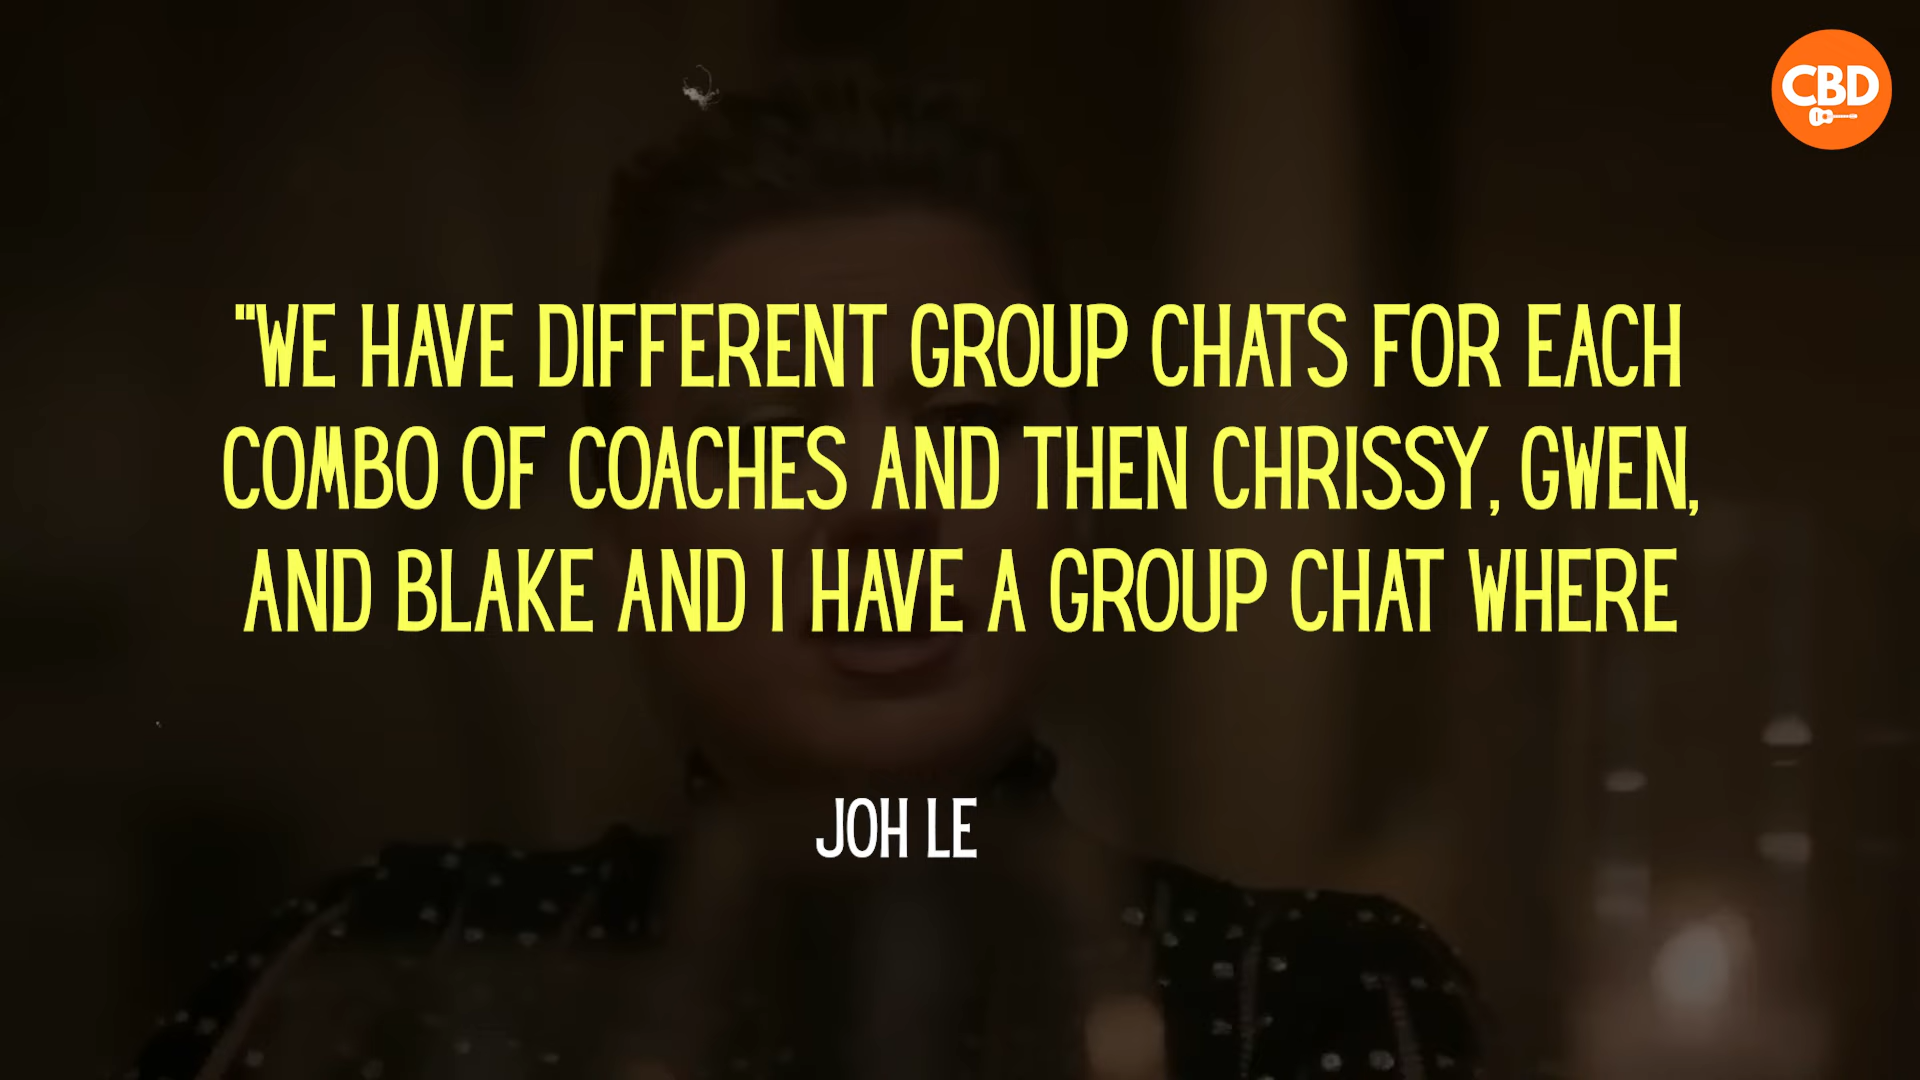 CBD
"WE HAVE DIFFERENT GROUP CHATS FOR EACH
COMBO OF COACHES AND THEN CHRISSY, GWEN,
AND BLAKE AND I HAVE A GROUP CHAT WHERE
JOH LE